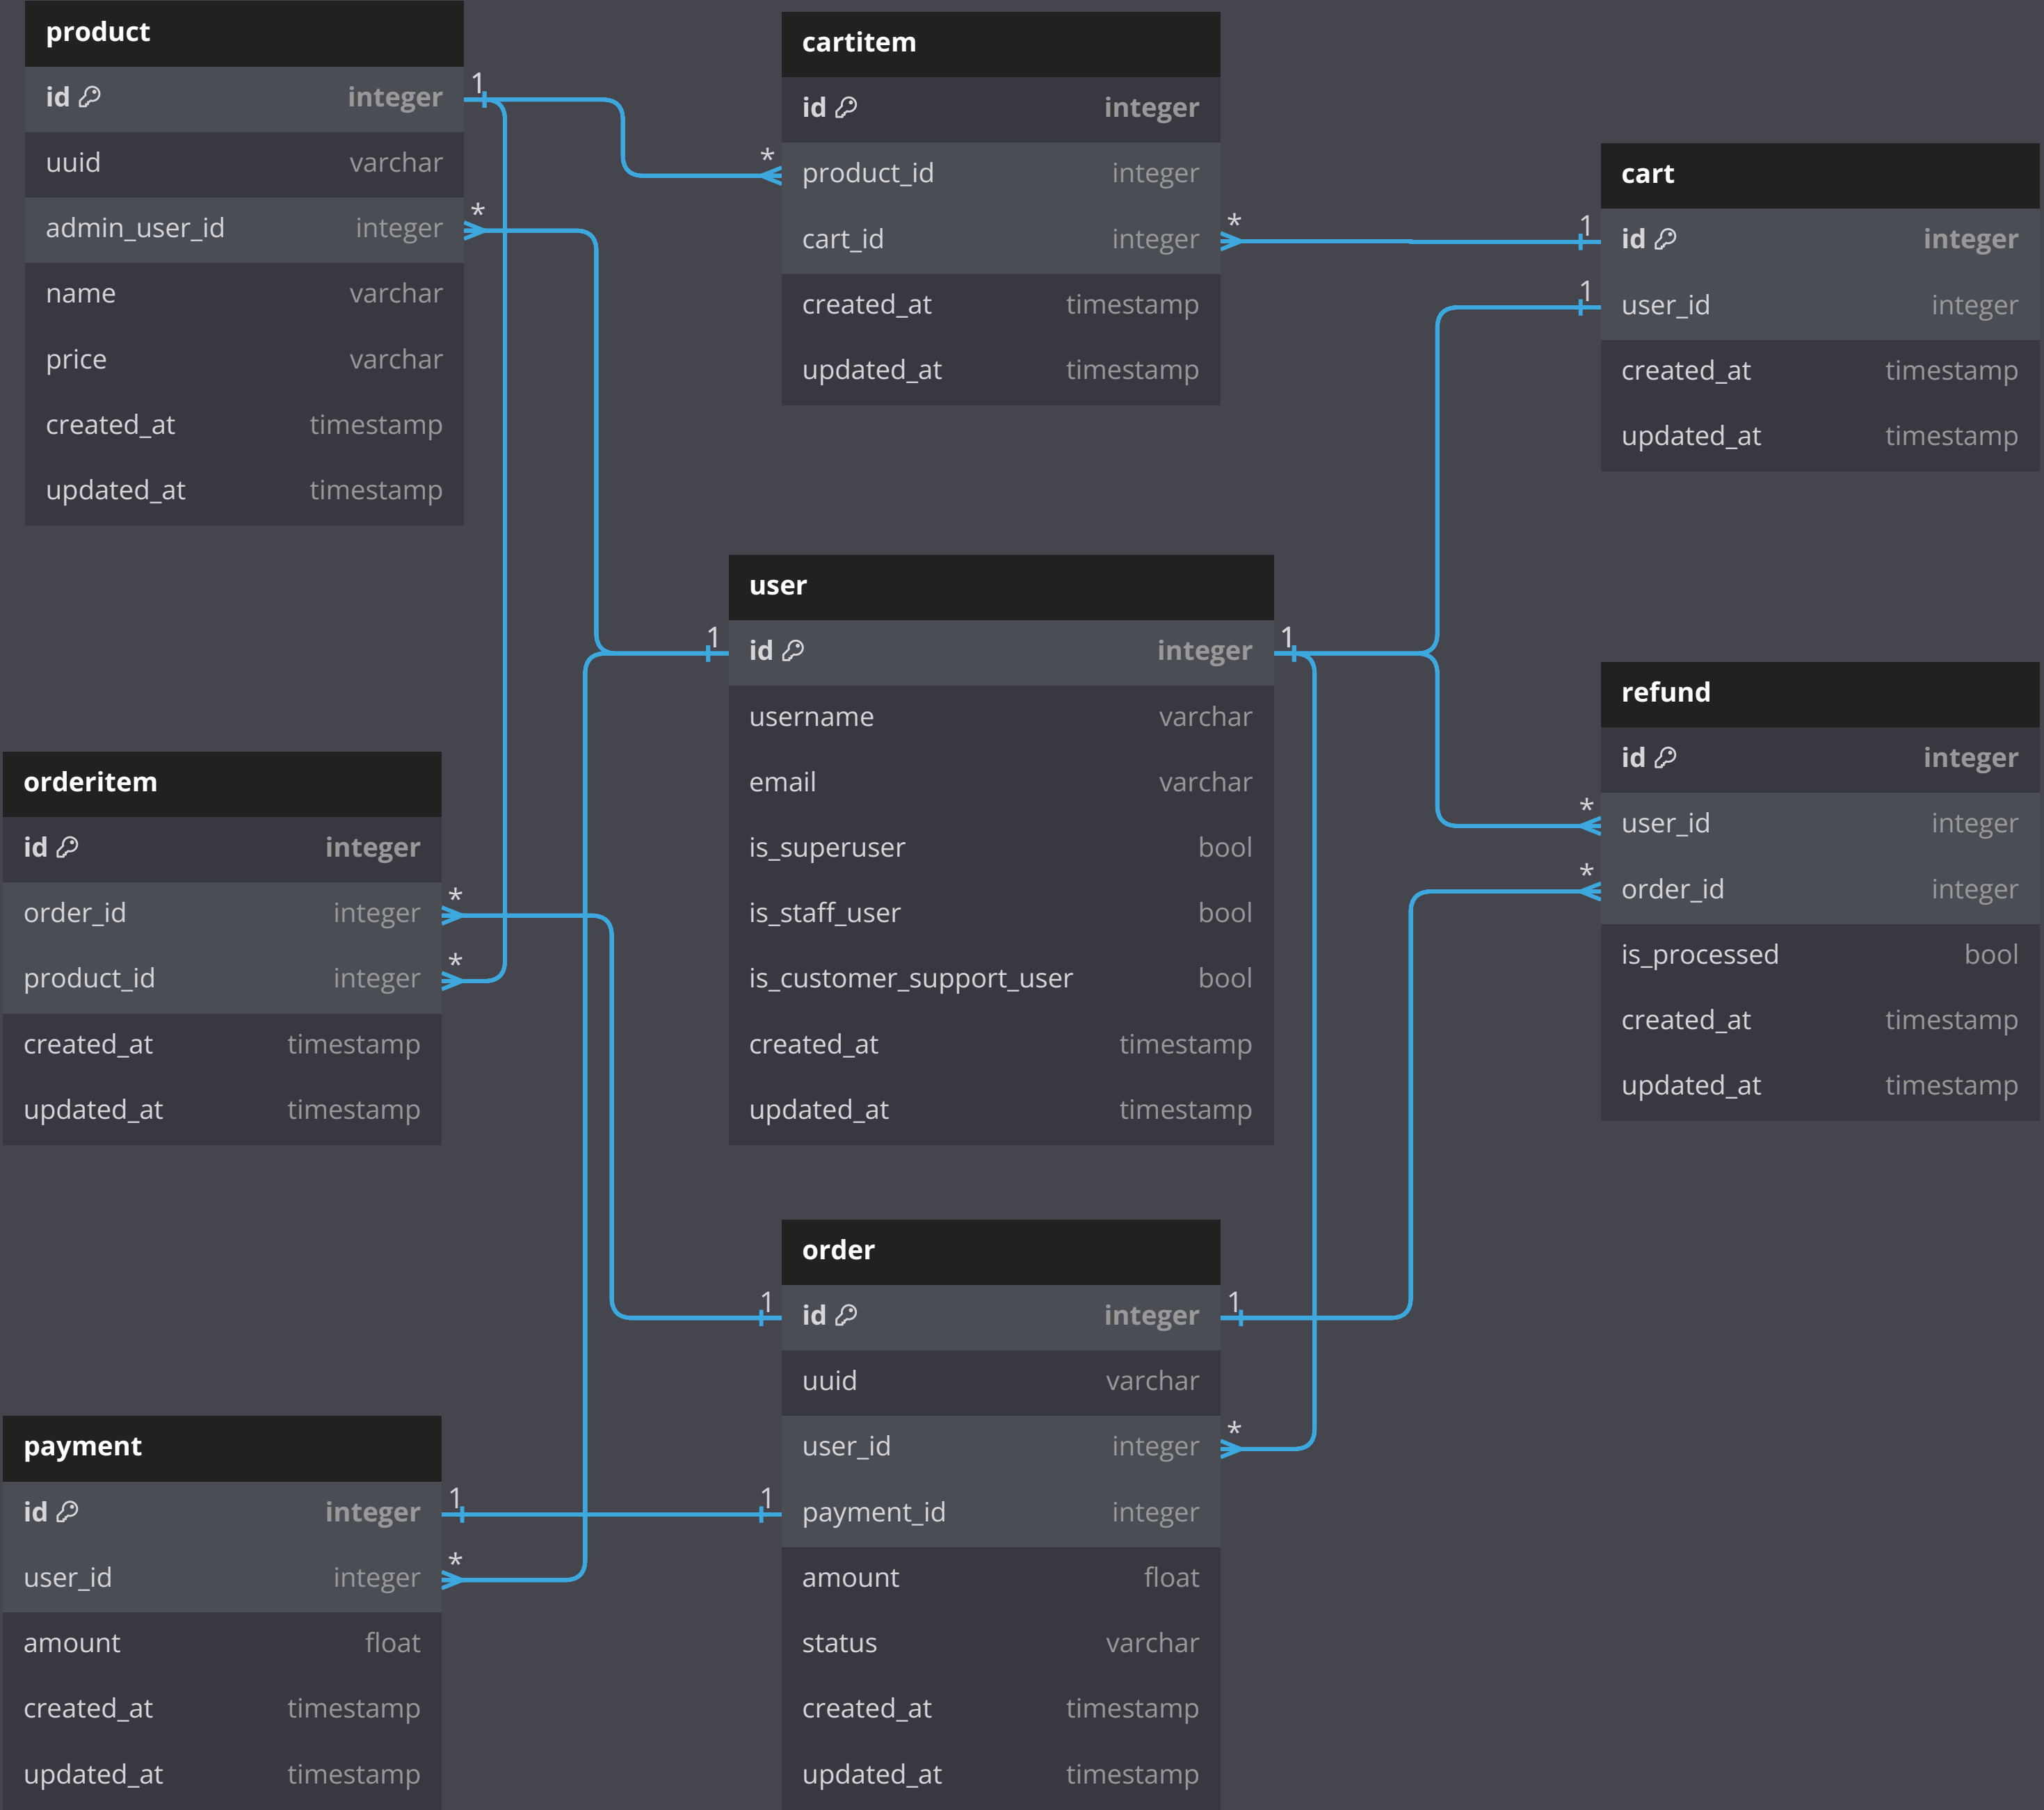 product
id integer
uuid varchar
admin_user_id integer
name varchar
price varchar
created_at timestamp
updated_at timestamp
1
*
cartitem
id integer
* product_id integer
cart_id integer *
created_at timestamp
updated_at timestamp
cart
1 id integer
1 user_id integer
created_at timestamp
updated_at timestamp
user
1 id integer 1
username varchar
email varchar
is_superuser bool
is_staff_user bool
is_customer_support_user bool
created_at timestamp
updated_at timestamp
refund
id integer
* user_id integer
* order_id integer
is_processed bool
created_at timestamp
updated_at timestamp
orderitem
id integer
order_id integer *
product_id integer *
created_at timestamp
updated_at timestamp
order
1 id integer 1
uuid varchar
user_id integer *
1 payment_id integer
amount float
status varchar
created_at timestamp
updated_at timestamp
payment
id integer 1
user_id integer *
amount float
created_at timestamp
updated_at timestamp